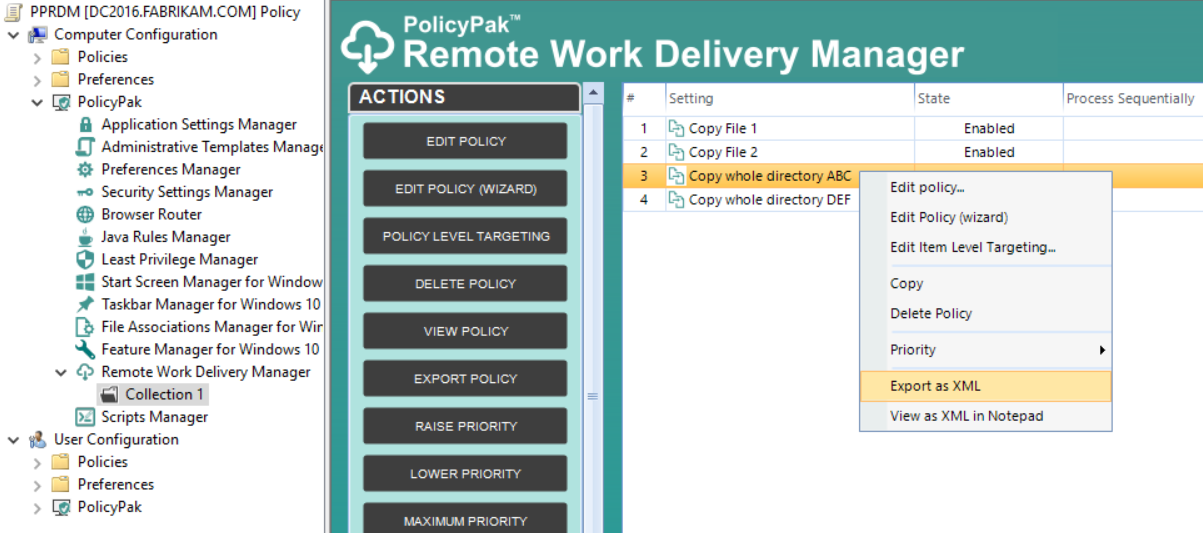 PPRDM [DC2016.FABRIKAM.COM] Policy
Computer Configuration
Policies
Preferences
PolicyPak
Application Settings Manager
Administrative Templates Manage
Preferences Manager
Security Settings Manager
Browser Router
Java Rules Manager
Least Privilege Manager
Start Screen Manager for Window
Taskbar Manager for Windows 10
File Associations Manager for Wir
Feature Manager for Windows 10
Remote Work Delivery Manager
Collection 1
Scripts Manager
User Configuration
Policies
Preferences
PolicyPak
PolicyPak™
Remote Work Delivery Manager
ACTIONS
EDIT POLICY
EDIT POLICY (WIZARD)
POLICY LEVEL TARGETING
DELETE POLICY
VIEW POLICY
EXPORT POLICY
RAISE PRIORITY
LOWER PRIORITY
MAXIMUM PRIORITY
# Setting State Process Sequentially
1 Copy File 1 Enabled
2 Copy File 2 Enabled
3 Copy whole directory ABC
4 Copy whole directory DEF
Edit policy...
Edit Policy (wizard)
Edit Item Level Targeting...
Copy
Delete Policy
Priority
Export as XML
View as XML in Notepad